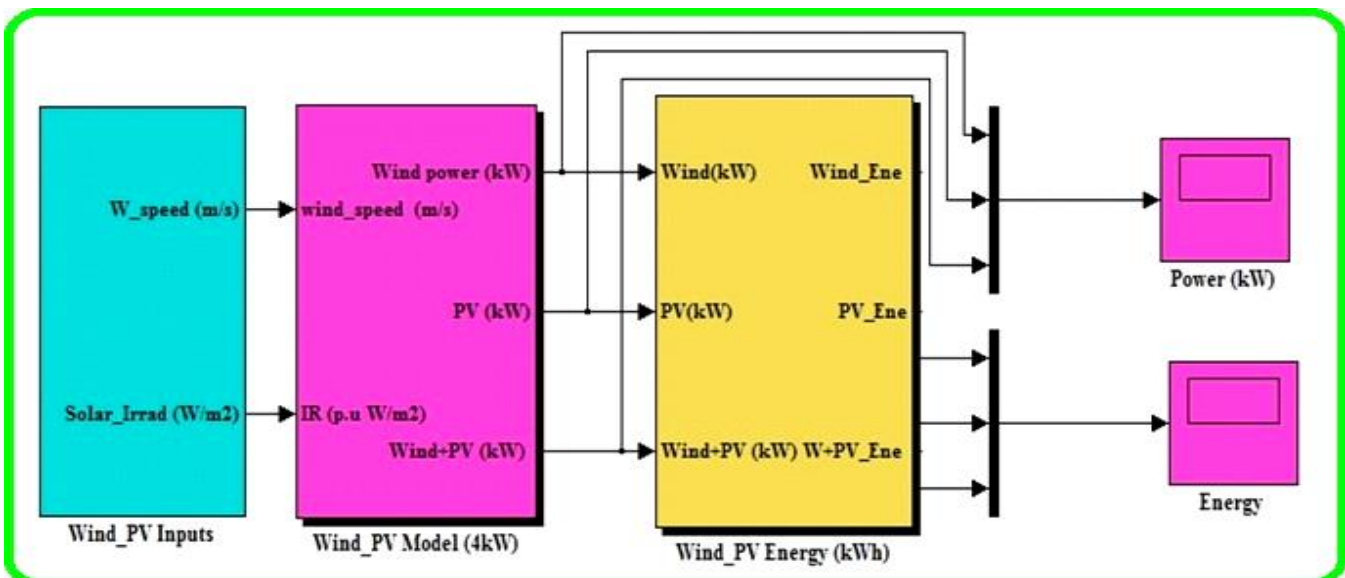 W_speed (m/s)
Solar_Irrad (W/m2)
Wind_PV Inputs
Wind power (kW)
wind_speed (m/s)
PV (kW)
IR (p.u W/m2)
Wind+PV (kW)
Wind_PV Model (4kW)
Wind(kW)
Wind_Ene
PV(kW)
PV_Ene
Wind+PV (kW)
W+PV_Ene
Wind_PV Energy (kWh)
Power (kW)
Energy